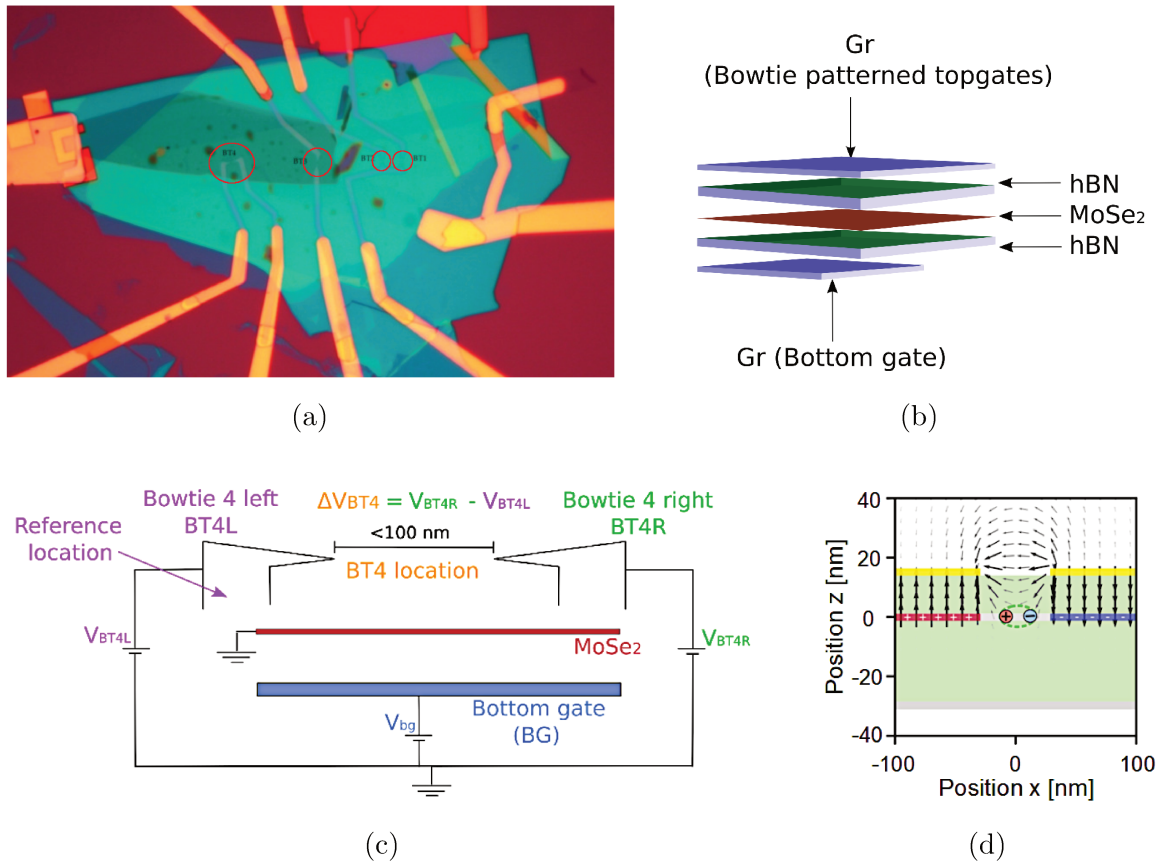 BT4
BT3
BT2
BT1
(a)
Gr
(Bowtie patterned topgates)
hBN
MoSe2
hBN
Gr (Bottom gate)
(b)
Bowtie 4 left
BT4L
ΔVBT4 = VBT4R - VBT4L
Bowtie 4 right
BT4R
Reference
location
<100 nm
BT4 location
VBT4L
MoSe2
VBT4R
Bottom gate
(BG)
Vbg
(c)
40
20
0
-20
-40
Position z [nm]
+
−
-100
0
100
Position x [nm]
(d)